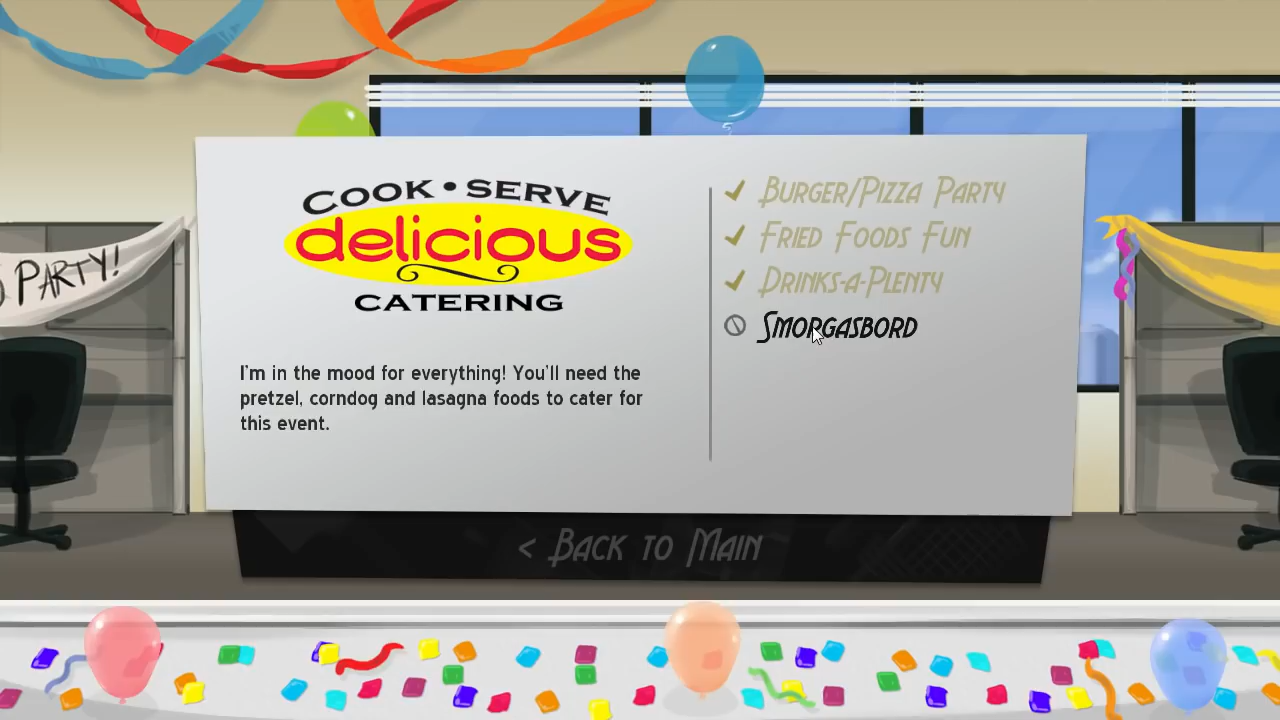 PARTY!
COOK • SERVE
delicious
CATERING
I'm in the mood for everything! You'll need the
pretzel, corndog and lasagna foods to cater for
this event.
BURGER/PIZZA PARTY
FRIED FOODS FUN
DRINKS-A-PLENTY
SMORGASBORD
< BACK TO MAIN